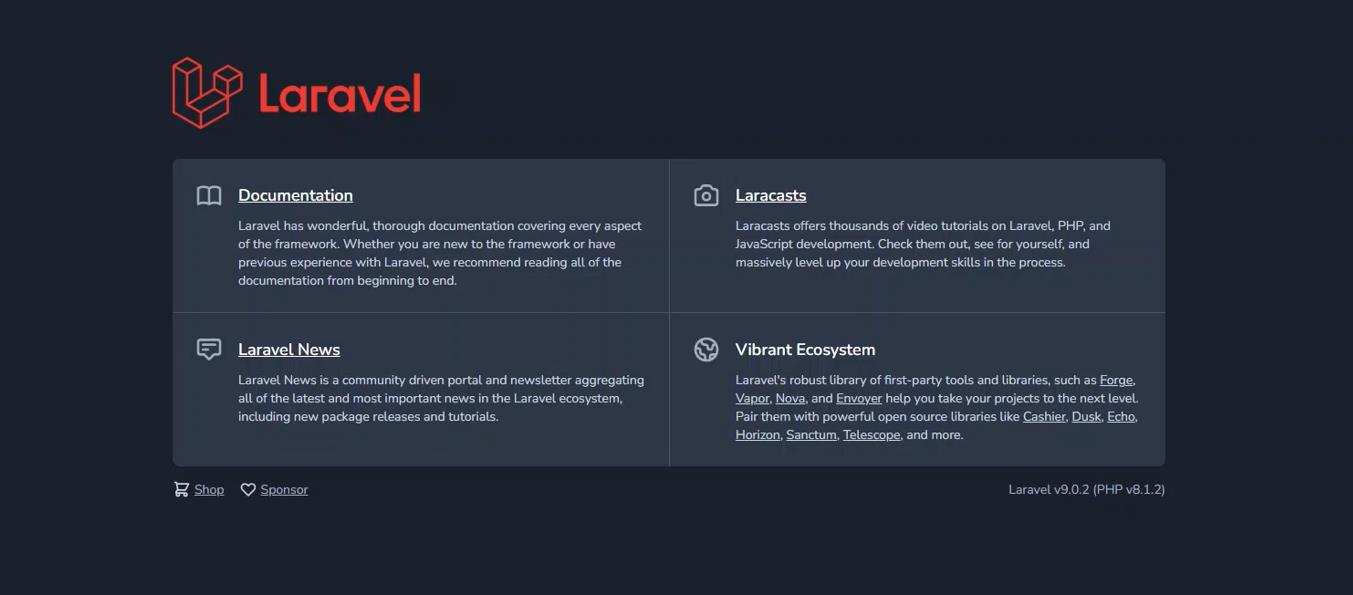 Laravel
Documentation
Laravel has wonderful, thorough documentation covering every aspect
of the framework. Whether you are new to the framework or have
previous experience with Laravel, we recommend reading all of the
documentation from beginning to end.
Laracasts
Laracasts offers thousands of video tutorials on Laravel, PHP, and
JavaScript development. Check them out, see for yourself, and
massively level up your development skills in the process.
Laravel News
Laravel News is a community driven portal and newsletter aggregating
all of the latest and most important news in the Laravel ecosystem,
including new package releases and tutorials.
Vibrant Ecosystem
Laravel's robust library of first-party tools and libraries, such as Forge,
Vapor, Nova, and Envoyer help you take your projects to the next level.
Pair them with powerful open source libraries like Cashier, Dusk, Echo,
Horizon, Sanctum, Telescope, and more.
Shop Sponsor
Laravel v9.0.2 (PHP v8.1.2)